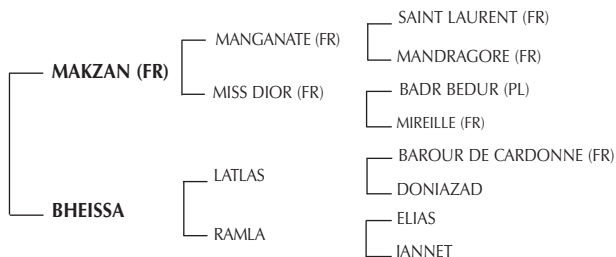 SAINT LAURENT (FR)
MANGANATE (FR)
MANDRAGORE (FR)
MAKZAN (FR)
MISS DIOR (FR)
BADR BEDUR (PL)
MIREILLE (FR)
BAROUR DE CARDONNE (FR)
LATLAS
DONIAZAD
BHEISSA
ELIAS
RAMLA
IANNET